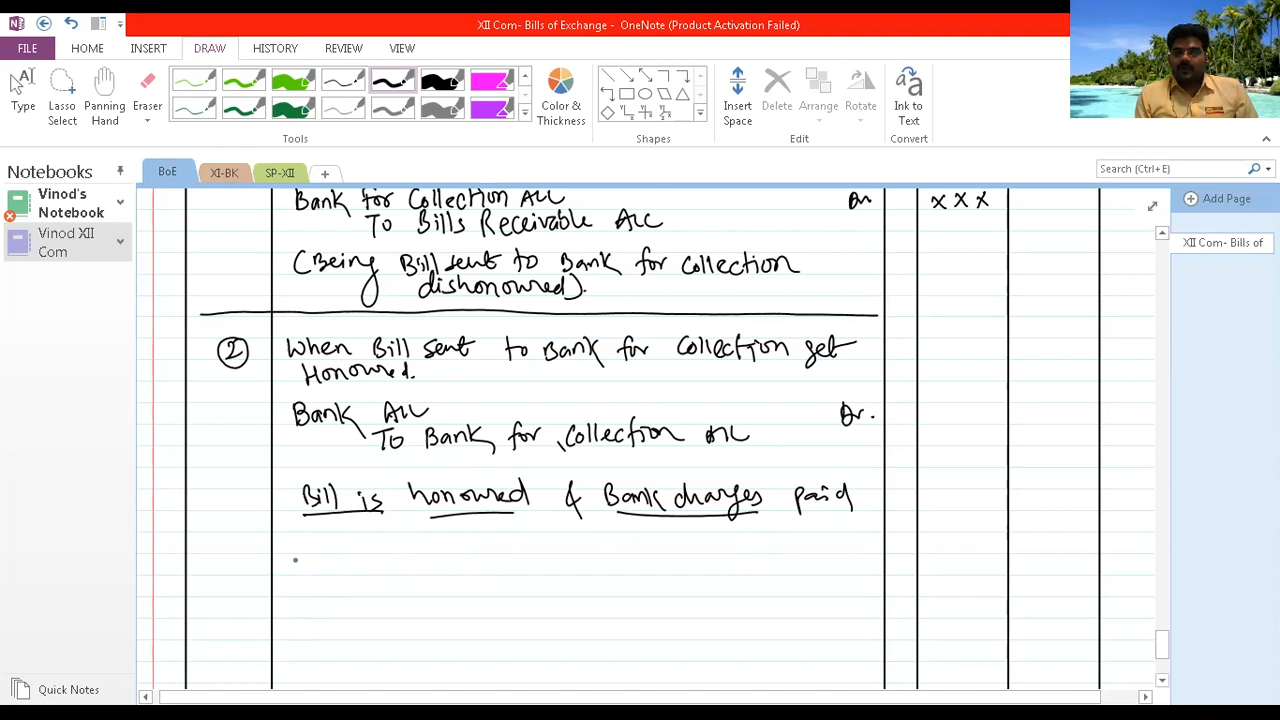 XII Com- Bills of Exchange - OneNote (Product Activation Failed)
FILE HOME INSERT DRAW HISTORY REVIEW VIEW
Type
Lasso Select
Panning Hand
Eraser
Color & Thickness
Insert Space
Delete
Arrange
Rotate
Ink to Text
Tools
Shapes
Edit
Convert
Notebooks
BoE XI-BK SP-XII
Search (Ctrl+E)
Vinod's Notebook
Vinod XII Com
Add Page
XII Com- Bills of
Bank for Collection A/c Dr X X X
To Bills Receivable A/c
(Being Bill sent to Bank for Collection
dishonoured).
2 When Bill sent to Bank for Collection get
Honoured.
Bank A/c Dr.
To Bank for Collection A/c
Bill is honoured & Bank charges paid
Quick Notes